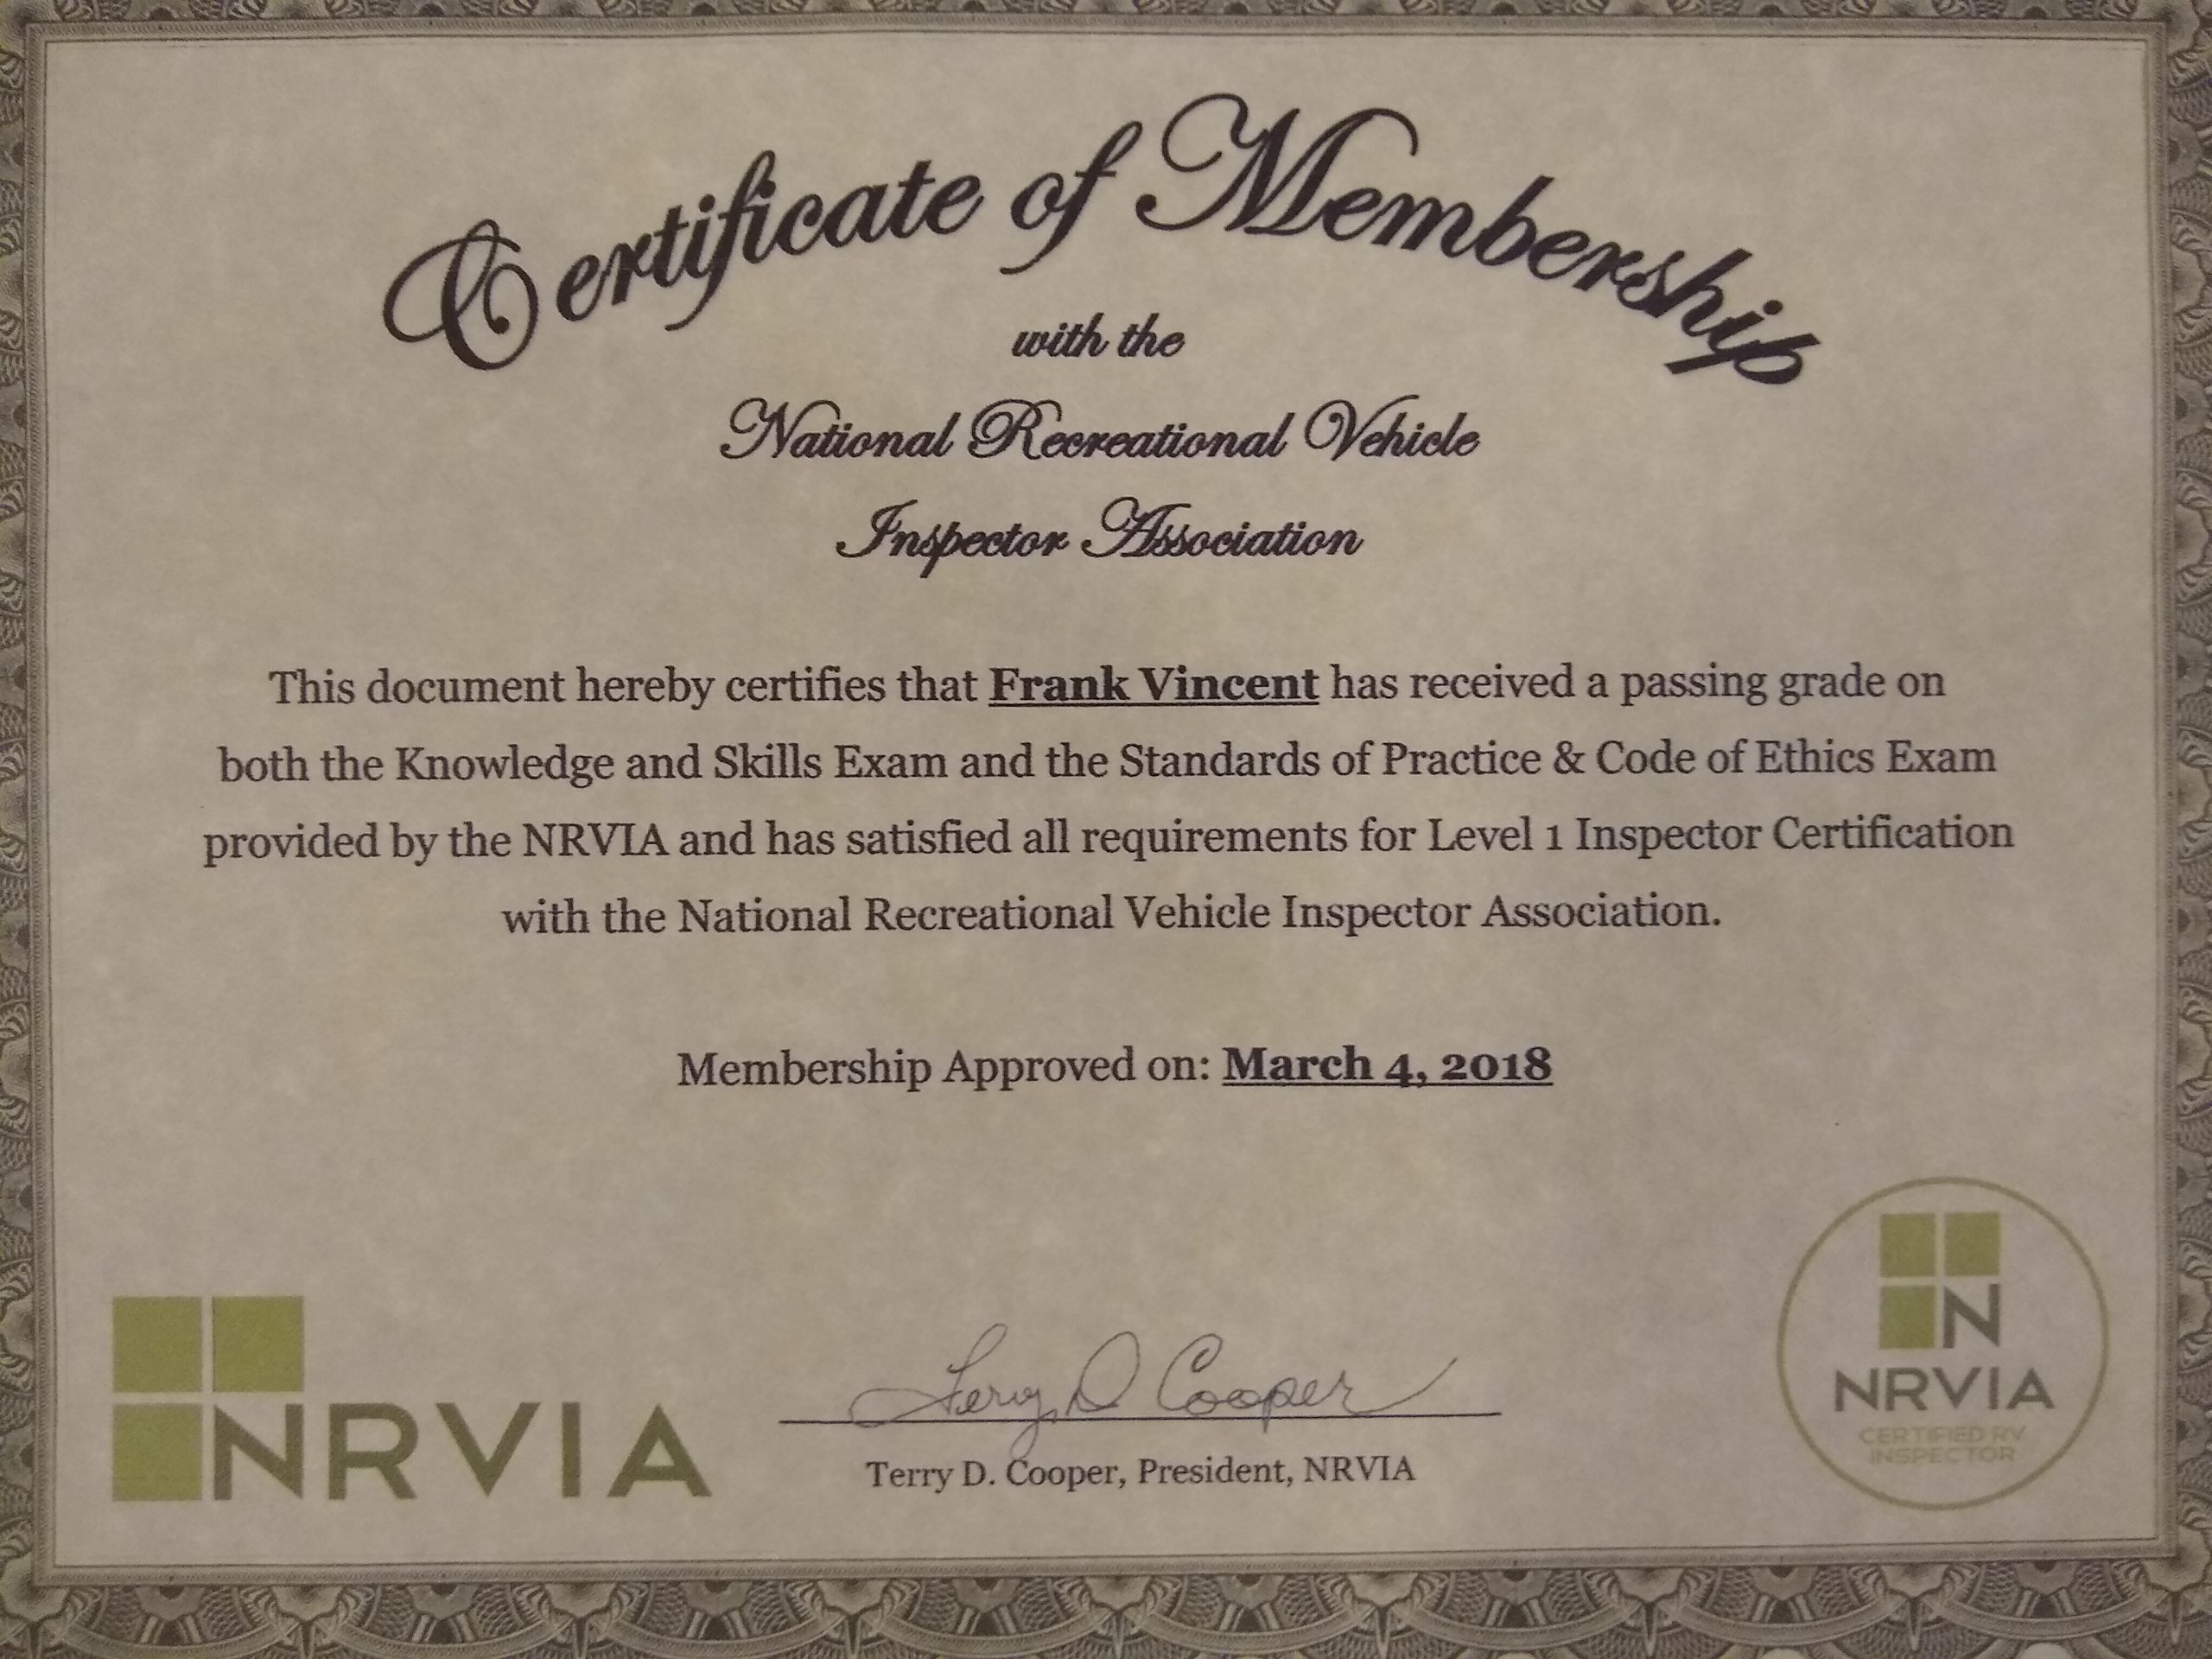 Certificate of Membership
with the
National Recreational Vehicle
Inspector Association
This document hereby certifies that Frank Vincent has received a passing grade on
both the Knowledge and Skills Exam and the Standards of Practice & Code of Ethics Exam
provided by the NRVIA and has satisfied all requirements for Level 1 Inspector Certification
with the National Recreational Vehicle Inspector Association.
Membership Approved on: March 4, 2018
NRVIA
Terry D Cooper
Terry D. Cooper, President, NRVIA
N
NRVIA
CERTIFIED RV
INSPECTOR